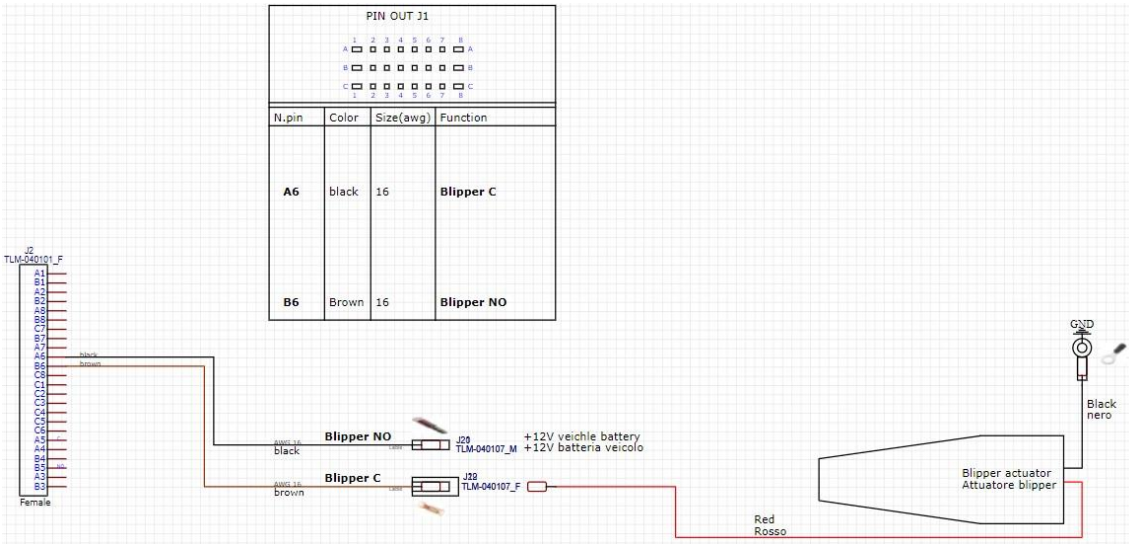 PIN OUT J1
1 2 3 4 5 6 7 8
A A
B B
C C
1 2 3 4 5 6 7 8
N.pin Color Size(awg) Function
A6 black 16 Blipper C
B6 Brown 16 Blipper NO
J2
TLM-040101_F
A1
B1
A2
B2
A8
B8
C7
B7
A7
A6 black
B6 brown
C8
C1
C2
C3
C4
C5
C6
A5
A4
B4
B5
A3
B3
Female
Blipper NO
AWG 16
black
TLM-040107_M
+12V veichle battery
+12V batteria veicolo
Blipper C
AWG 16
brown
TLM-040107_F
Red
Rosso
GND
Black
nero
Blipper actuator
Attuatore blipper